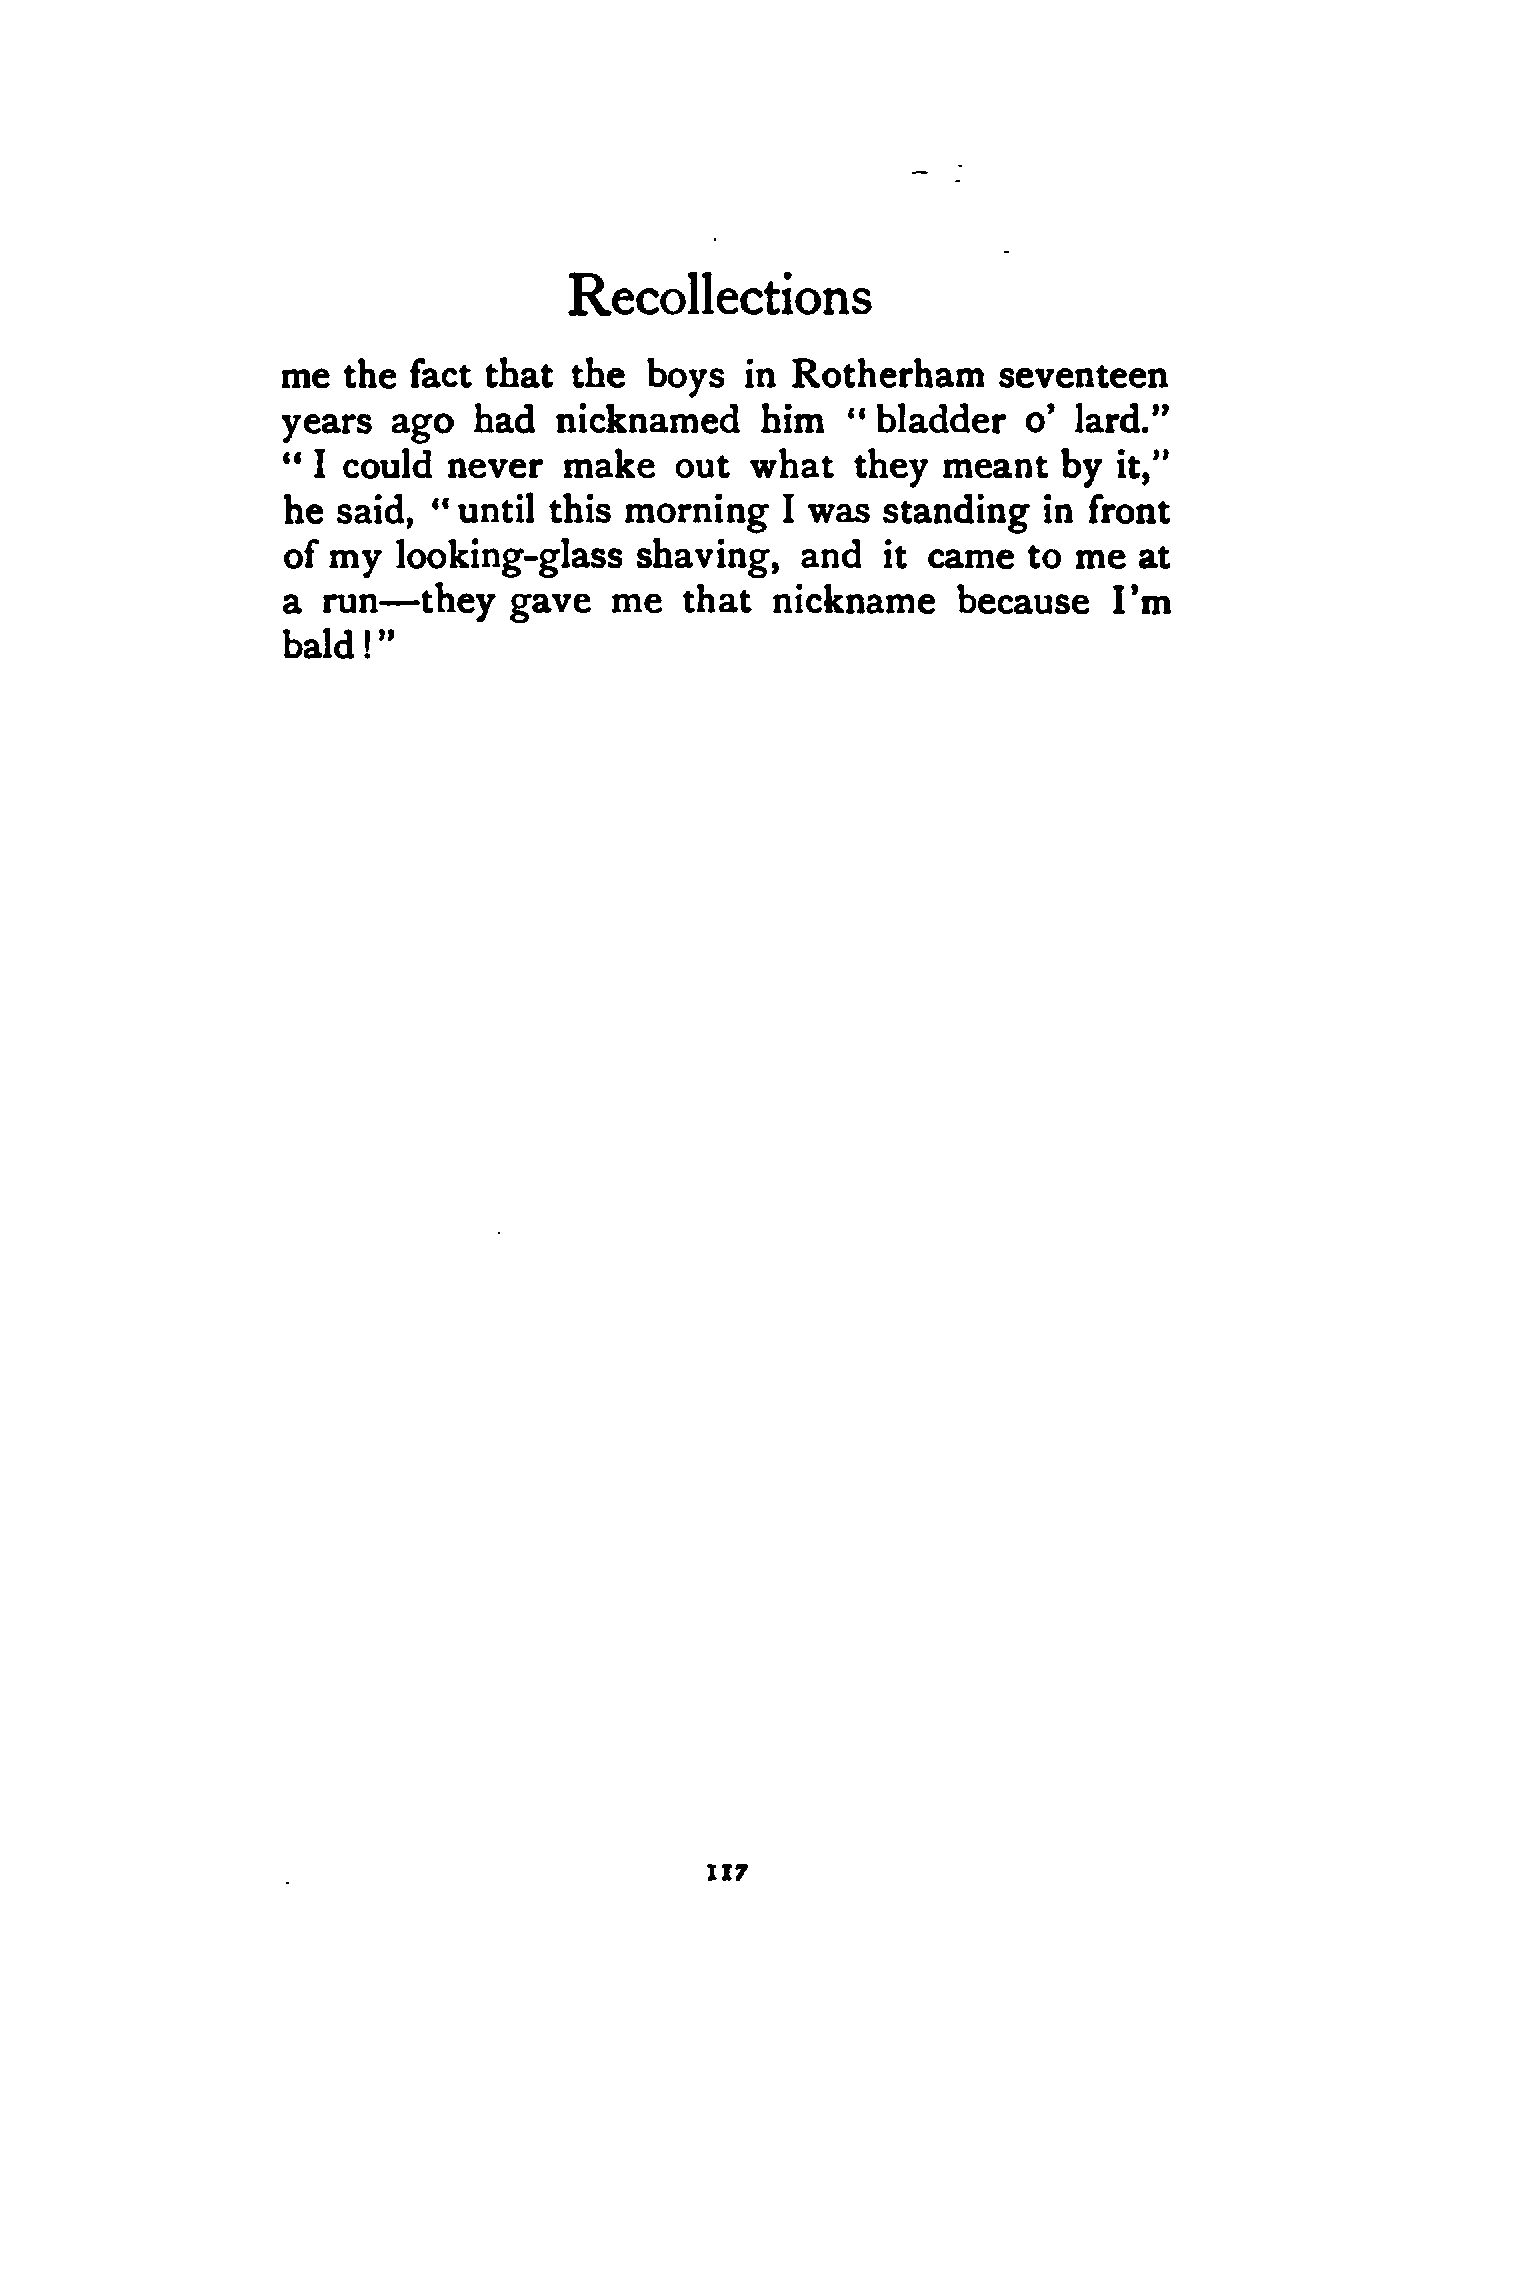 Recollections
me the fact that the boys in Rotherham seventeen
years ago had nicknamed him “ bladder o’ lard.”
“ I could never make out what they meant by it,”
he said, “ until this morning I was standing in front
of my looking-glass shaving, and it came to me at
a run—they gave me that nickname because I’m
bald ! ”
117